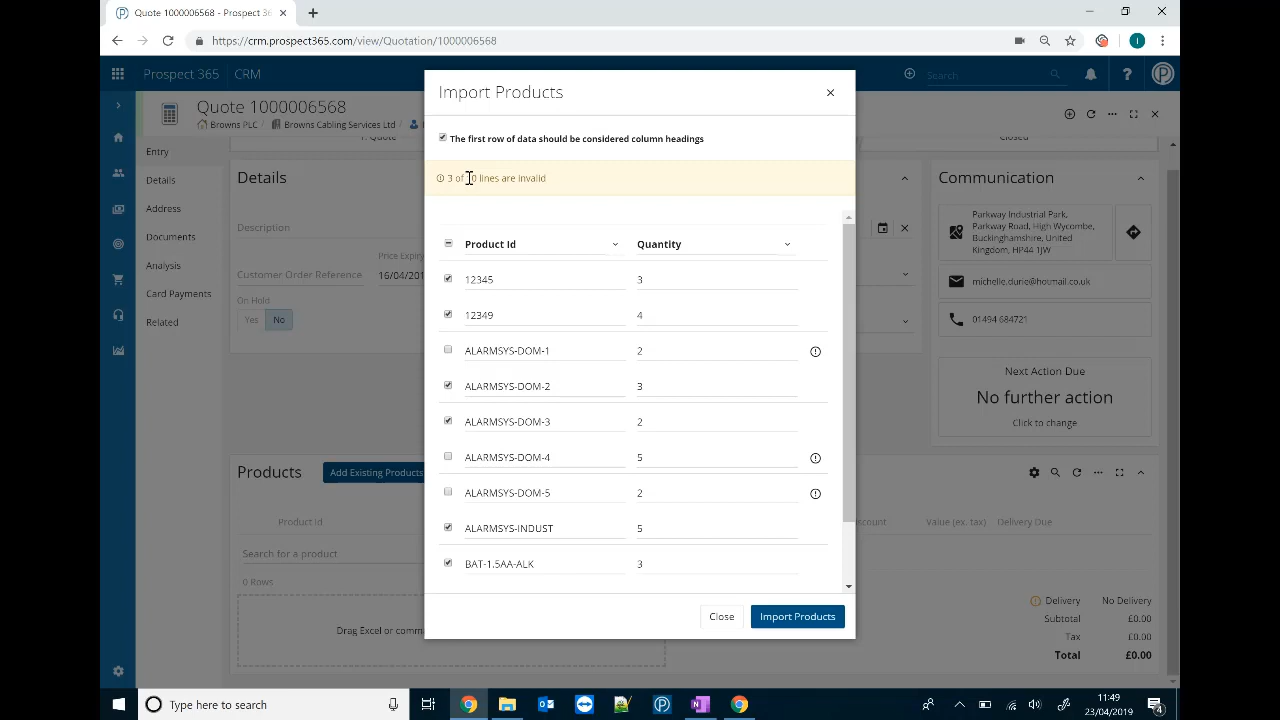 Quote 1000006568 - Prospect 365
https://crm.prospect365.com/view/Quotation/1000006568
Prospect 365
CRM
Search
Quote 1000006568
Browns PLC / Browns Cabling Services Ltd /
Quote
Closed
Entry
Details
Address
Documents
Analysis
Card Payments
Related
Details
Description
Customer Order Reference
Price Expiry
16/04/201
On Hold
Yes
No
Import Products
The first row of data should be considered column headings
3 of 10 lines are invalid
Product Id
Quantity
12345
3
12349
4
ALARMSYS-DOM-1
2
ALARMSYS-DOM-2
3
ALARMSYS-DOM-3
2
ALARMSYS-DOM-4
5
ALARMSYS-DOM-5
2
ALARMSYS-INDUST
5
BAT-1.5AA-ALK
3
Close
Import Products
Communication
Parkway Industrial Park,
Parkway Road, High Wycombe,
Buckinghamshire, United
Kingdom, HP44 1JW
michelle.durie@hotmail.co.uk
01494 684721
Next Action Due
No further action
Click to change
Products
Add Existing Products
Product Id
Search for a product
0 Rows
Drag Excel or comm
scount
Value (ex. tax)
Delivery Due
Delivery
No Delivery
Subtotal
£0.00
Tax
£0.00
Total
£0.00
Type here to search
11:49
23/04/2019
4